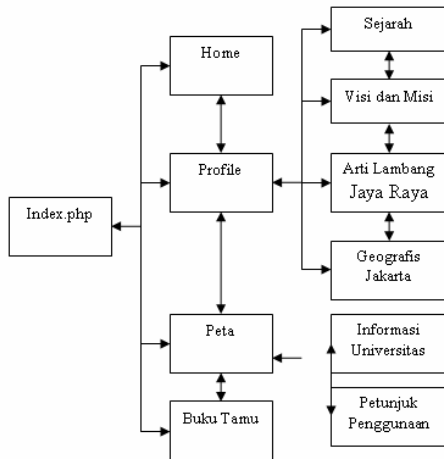 Index.php
Home
Profile
Peta
Buku Tamu
Sejarah
Visi dan Misi
Arti Lambang
Jaya Raya
Geografis
Jakarta
Informasi
Universitas
Petunjuk
Penggunaan